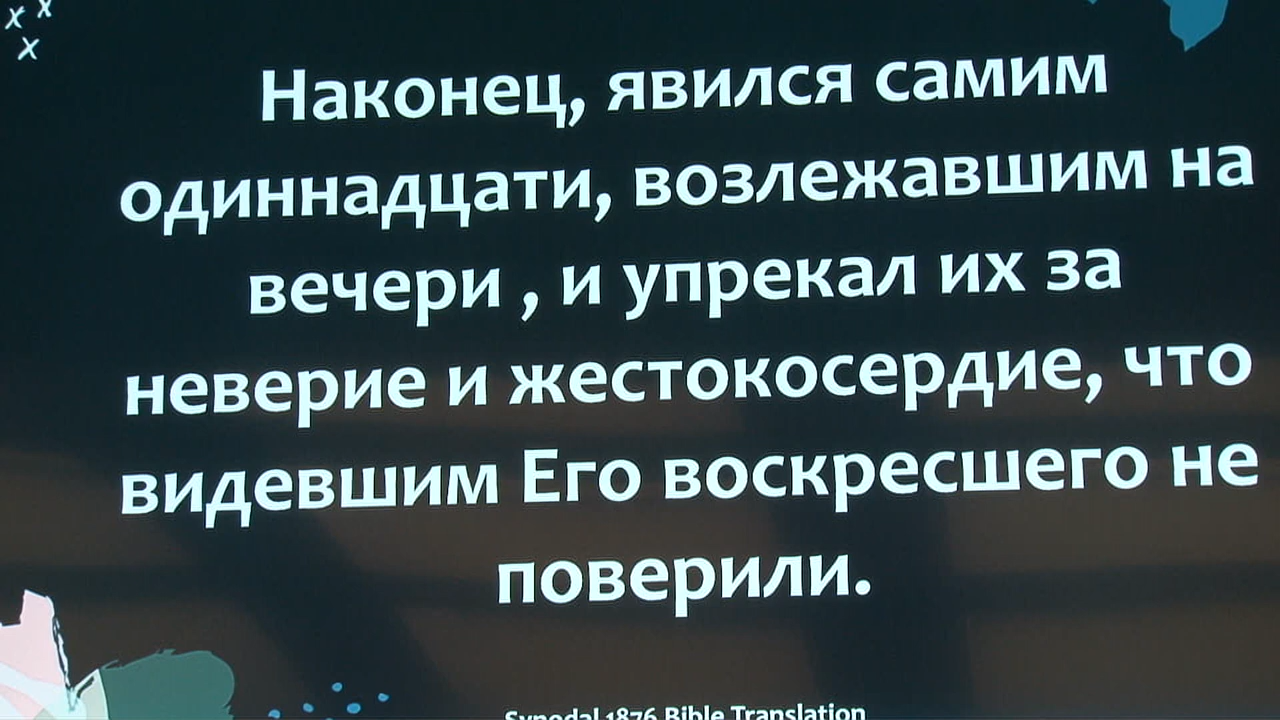 Наконец, явился самим
одиннадцати, возлежавшим на
вечери , и упрекал их за
неверие и жестокосердие, что
видевшим Его воскресшего не
поверили.
Synodal 1876 Bible Translation